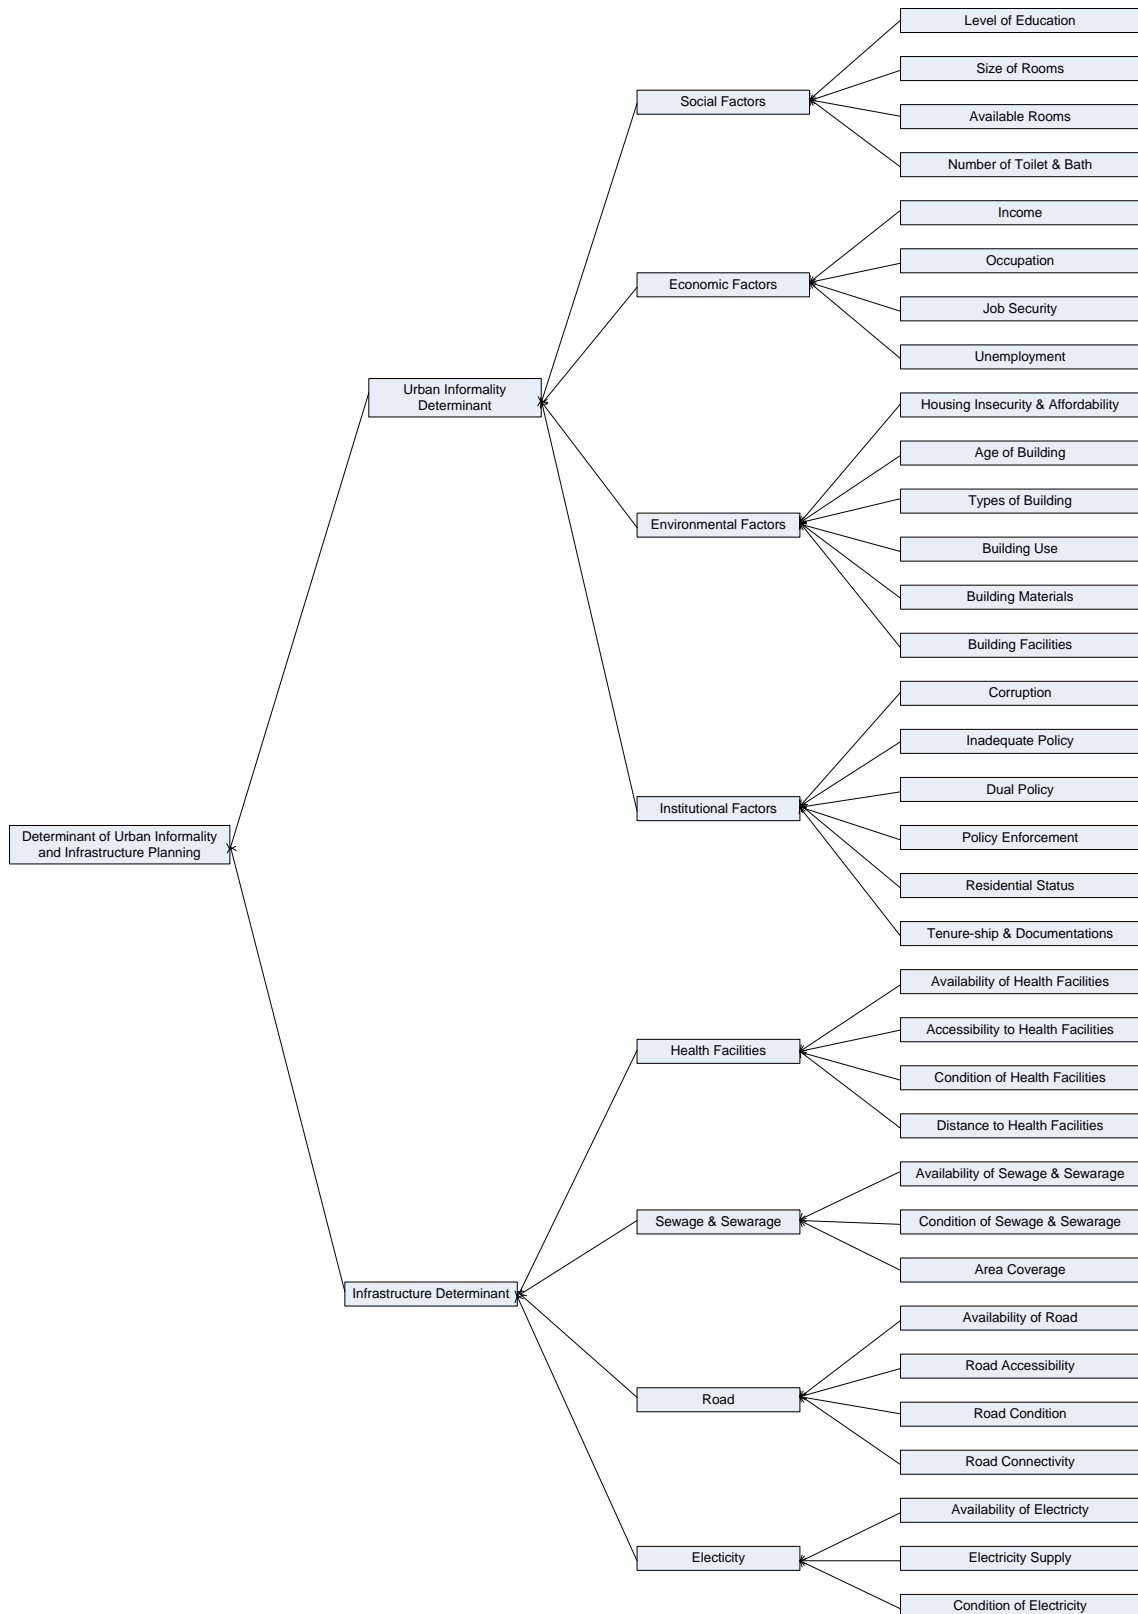 Level of Education
Size of Rooms
Social Factors
Available Rooms
Number of Toilet & Bath
Income
Occupation
Economic Factors
Job Security
Unemployment
Urban Informality
Determinant
Housing Insecurity & Affordability
Age of Building
Types of Building
Environmental Factors
Building Use
Building Materials
Building Facilities
Corruption
Inadequate Policy
Dual Policy
Institutional Factors
Policy Enforcement
Determinant of Urban Informality
and Infrastructure Planning
Residential Status
Tenure-ship & Documentations
Availability of Health Facilities
Accessibility to Health Facilities
Health Facilities
Condition of Health Facilities
Distance to Health Facilities
Availability of Sewage & Sewarage
Sewage & Sewarage
Condition of Sewage & Sewarage
Area Coverage
Infrastructure Determinant
Availability of Road
Road Accessibility
Road
Road Condition
Road Connectivity
Availability of Electricty
Electicity
Electricity Supply
Condition of Electricity